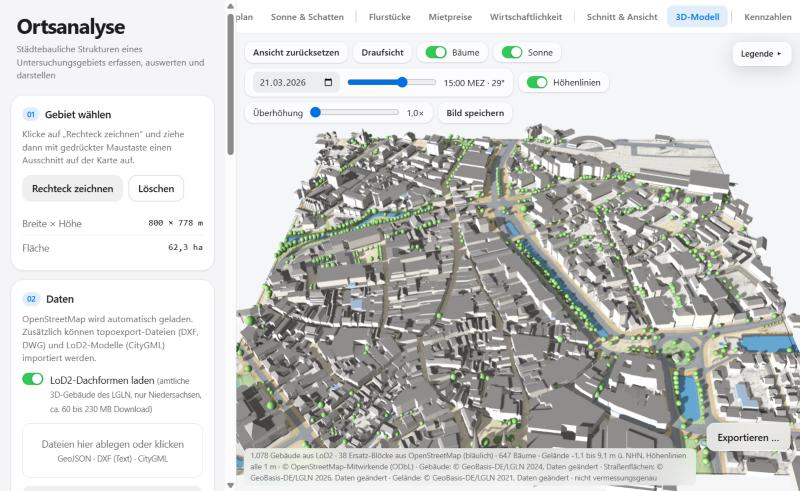 Ortsanalyse
Städtebauliche Strukturen eines
Untersuchungsgebiets erfassen, auswerten und
darstellen
01 Gebiet wählen
Klicke auf „Rechteck zeichnen“ und ziehe
dann mit gedrückter Maustaste einen
Ausschnitt auf der Karte auf.
Rechteck zeichnen Löschen
Breite × Höhe 800 × 778 m
Fläche 62,3 ha
02 Daten
OpenStreetMap wird automatisch geladen.
Zusätzlich können topoexport-Dateien (DXF,
DWG) und LoD2-Modelle (CityGML)
importiert werden.
LoD2-Dachformen laden (amtliche
3D-Gebäude des LGLN, nur Niedersachsen,
ca. 60 bis 230 MB Download)
Dateien hier ablegen oder klicken
GeoJSON · DXF (Text) · CityGML
plan Sonne & Schatten Flurstücke Mietpreise Wirtschaftlichkeit Schnitt & Ansicht 3D-Modell Kennzahlen
Ansicht zurücksetzen Draufsicht Bäume Sonne Legende ▸
21.03.2026 15:00 MEZ · 29° Höhenlinien
Überhöhung 1,0× Bild speichern
Exportieren ...
1.078 Gebäude aus LoD2 · 38 Ersatz-Blöcke aus OpenStreetMap (bläulich) · 647 Bäume · Gelände -1,1 bis 9,1 m ü. NHN, Höhenlinien
alle 1 m · © OpenStreetMap-Mitwirkende (ODbL) · Gebäude: © GeoBasis-DE/LGLN 2024, Daten geändert · Straßenflächen: ©
GeoBasis-DE/LGLN 2026. Daten geändert · Gelände: © GeoBasis-DE/LGLN 2021. Daten geändert · nicht vermessungsgenau